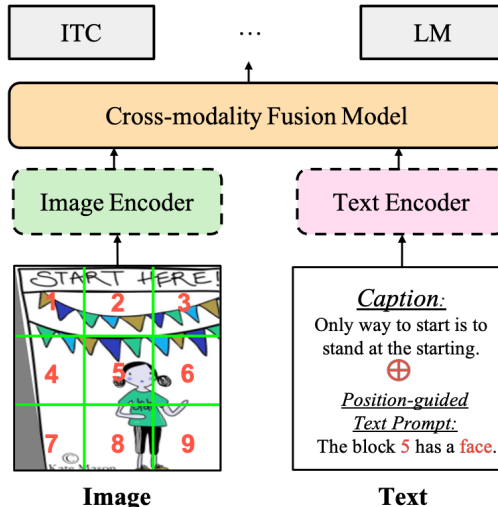 ITC
...
LM
Cross-modality Fusion Model
Image Encoder
Text Encoder
START HERE!
1 2 3
4 5 6
7 8 9
©
Kate Mason
Caption:
Only way to start is to
stand at the starting.
⊕
Position-guided
Text Prompt:
The block 5 has a face.
Image
Text